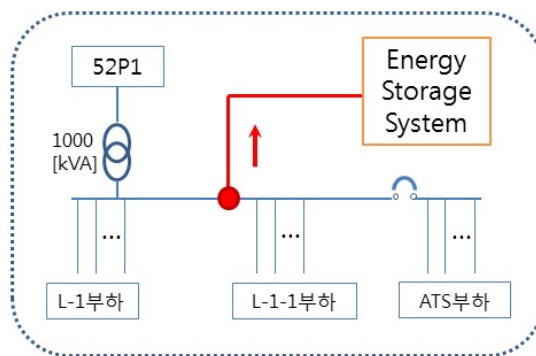 52P1
Energy
Storage
System
1000
[kVA]
...
...
...
L-1부하
L-1-1부하
ATS부하